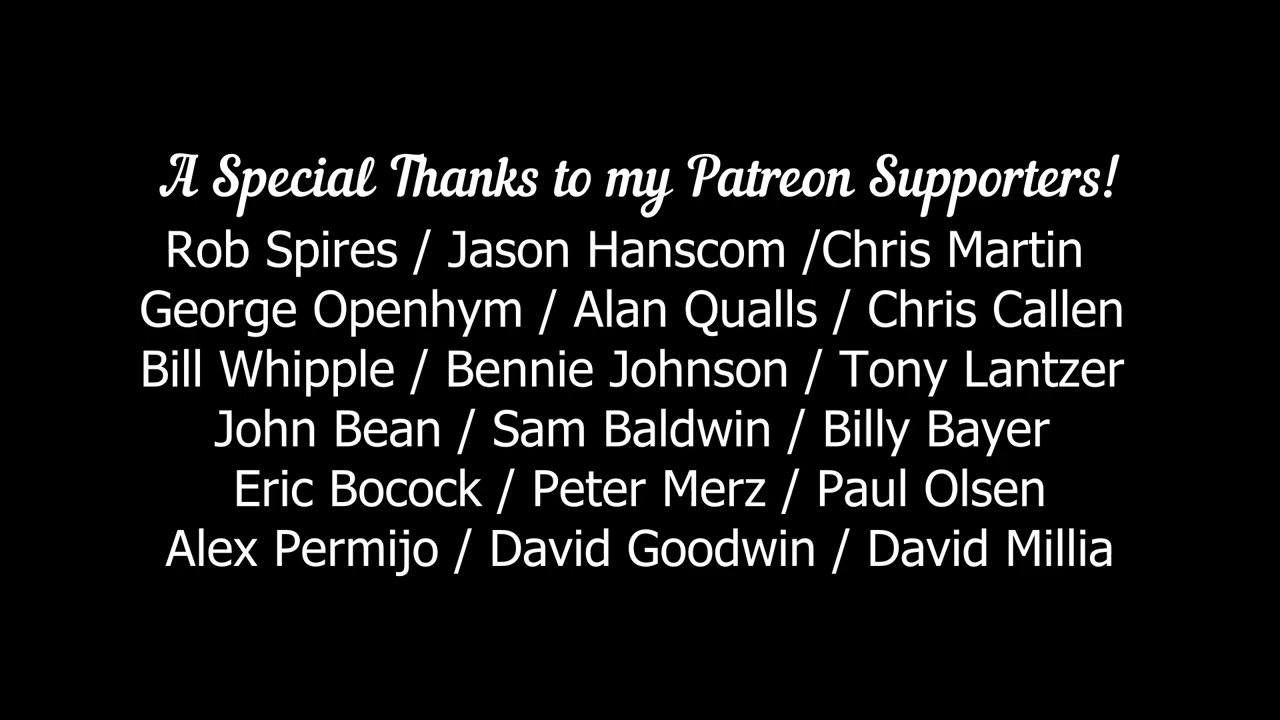 A Special Thanks to my Patreon Supporters!
Rob Spires / Jason Hanscom /Chris Martin
George Openhym / Alan Qualls / Chris Callen
Bill Whipple / Bennie Johnson / Tony Lantzer
John Bean / Sam Baldwin / Billy Bayer
Eric Bocock / Peter Merz / Paul Olsen
Alex Permijo / David Goodwin / David Millia